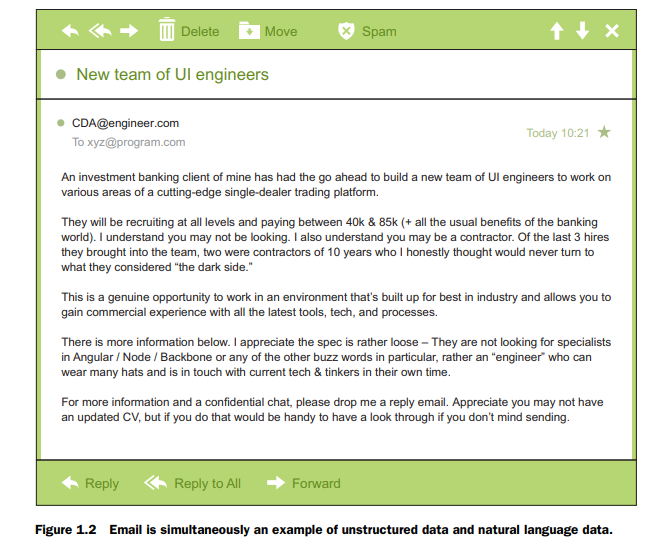 Delete Move Spam
New team of UI engineers
CDA@engineer.com
Today 10:21
To xyz@program.com
An investment banking client of mine has had the go ahead to build a new team of UI engineers to work on
various areas of a cutting-edge single-dealer trading platform.
They will be recruiting at all levels and paying between 40k & 85k (+ all the usual benefits of the banking
world). I understand you may not be looking. I also understand you may be a contractor. Of the last 3 hires
they brought into the team, two were contractors of 10 years who I honestly thought would never turn to
what they considered “the dark side.”
This is a genuine opportunity to work in an environment that’s built up for best in industry and allows you to
gain commercial experience with all the latest tools, tech, and processes.
There is more information below. I appreciate the spec is rather loose – They are not looking for specialists
in Angular / Node / Backbone or any of the other buzz words in particular, rather an “engineer” who can
wear many hats and is in touch with current tech & tinkers in their own time.
For more information and a confidential chat, please drop me a reply email. Appreciate you may not have
an updated CV, but if you do that would be handy to have a look through if you don’t mind sending.
Reply Reply to All Forward
Figure 1.2 Email is simultaneously an example of unstructured data and natural language data.